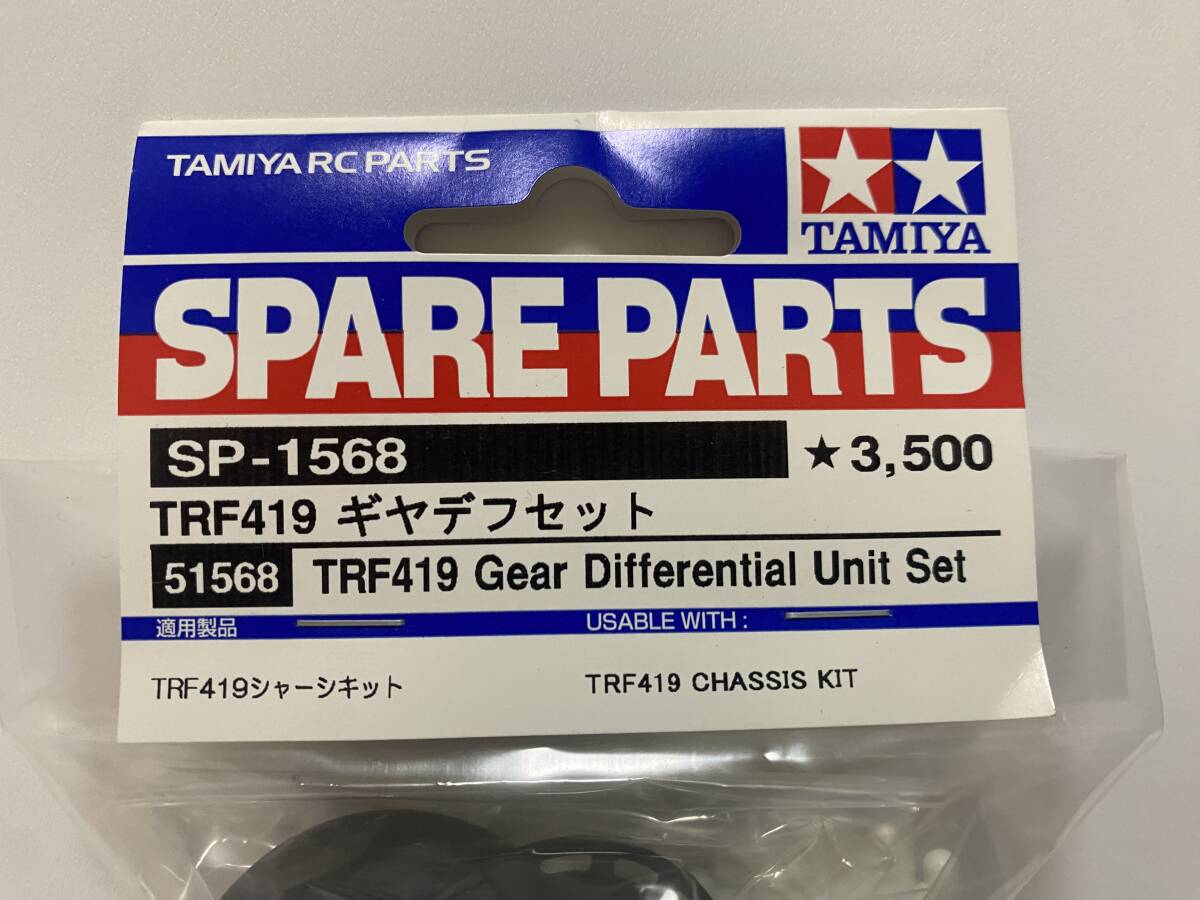 TAMIYA RC PARTS
TAMIYA
SPARE PARTS
SP-1568
★3,500
TRF419 ギヤデフセット
51568 TRF419 Gear Differential Unit Set
適用製品
USABLE WITH :
TRF419シャーシキット
TRF419 CHASSIS KIT